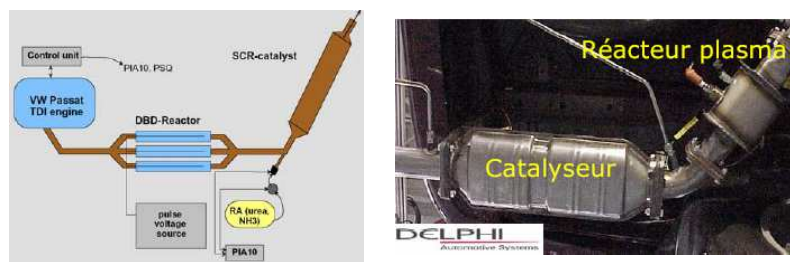 Control unit
PIA10, PSQ
VW Passat
TDI engine
DBD-Reactor
SCR-catalyst
pulse
voltage
source
RA (urea,
NH3)
PIA10
Réacteur plasma
Catalyseur
DELPHI
Automotive Systems